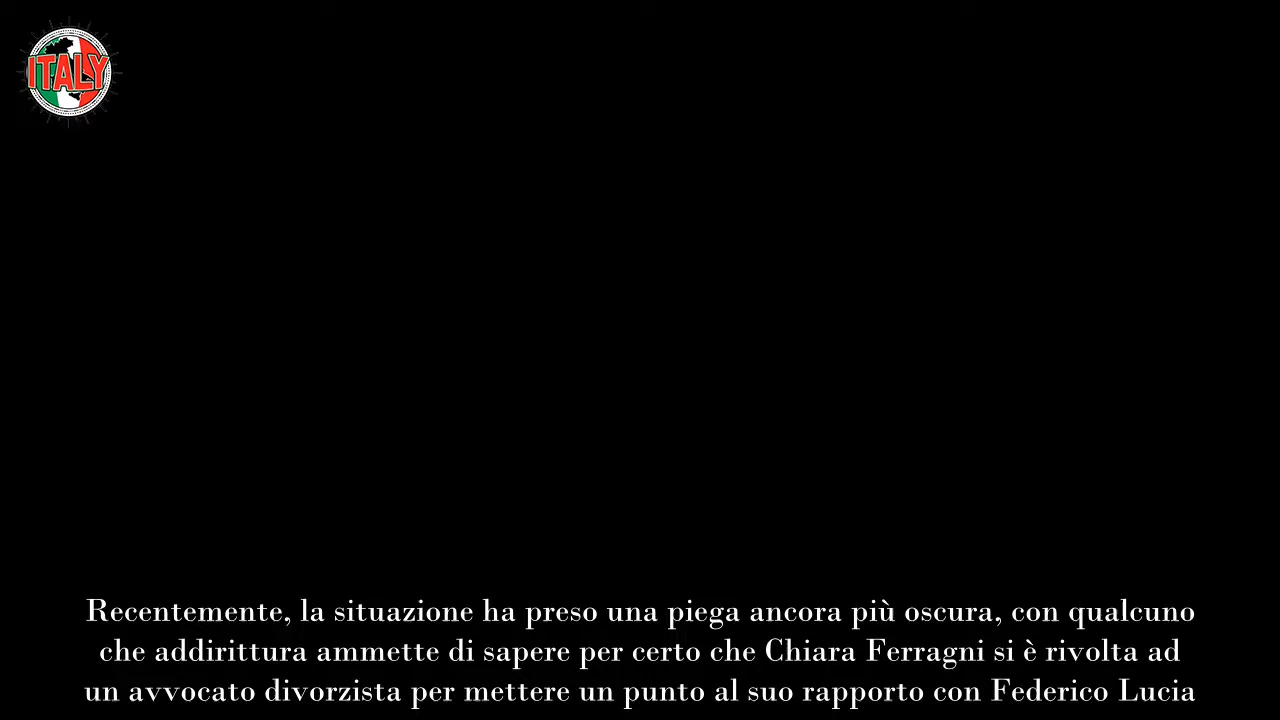 ITALY
Recentemente, la situazione ha preso una piega ancora più oscura, con qualcuno
che addirittura ammette di sapere per certo che Chiara Ferragni si è rivolta ad
un avvocato divorzista per mettere un punto al suo rapporto con Federico Lucia